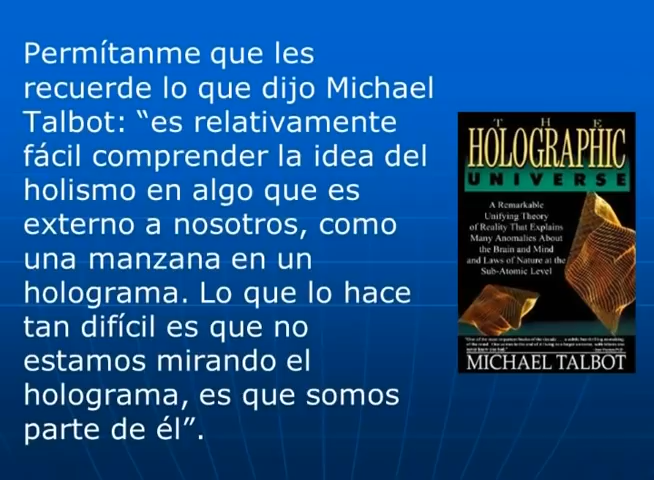 Permítanme que les
recuerde lo que dijo Michael
Talbot: “es relativamente
fácil comprender la idea del
holismo en algo que es
externo a nosotros, como
una manzana en un
holograma. Lo que lo hace
tan difícil es que no
estamos mirando el
holograma, es que somos
parte de él”.
THE
HOLOGRAPHIC
UNIVERSE
A Remarkable
Unifying Theory
of Reality That Explains
Many Anomalies About
the Brain and Mind
and Laws of Nature at the
Sub-Atomic Level
MICHAEL TALBOT